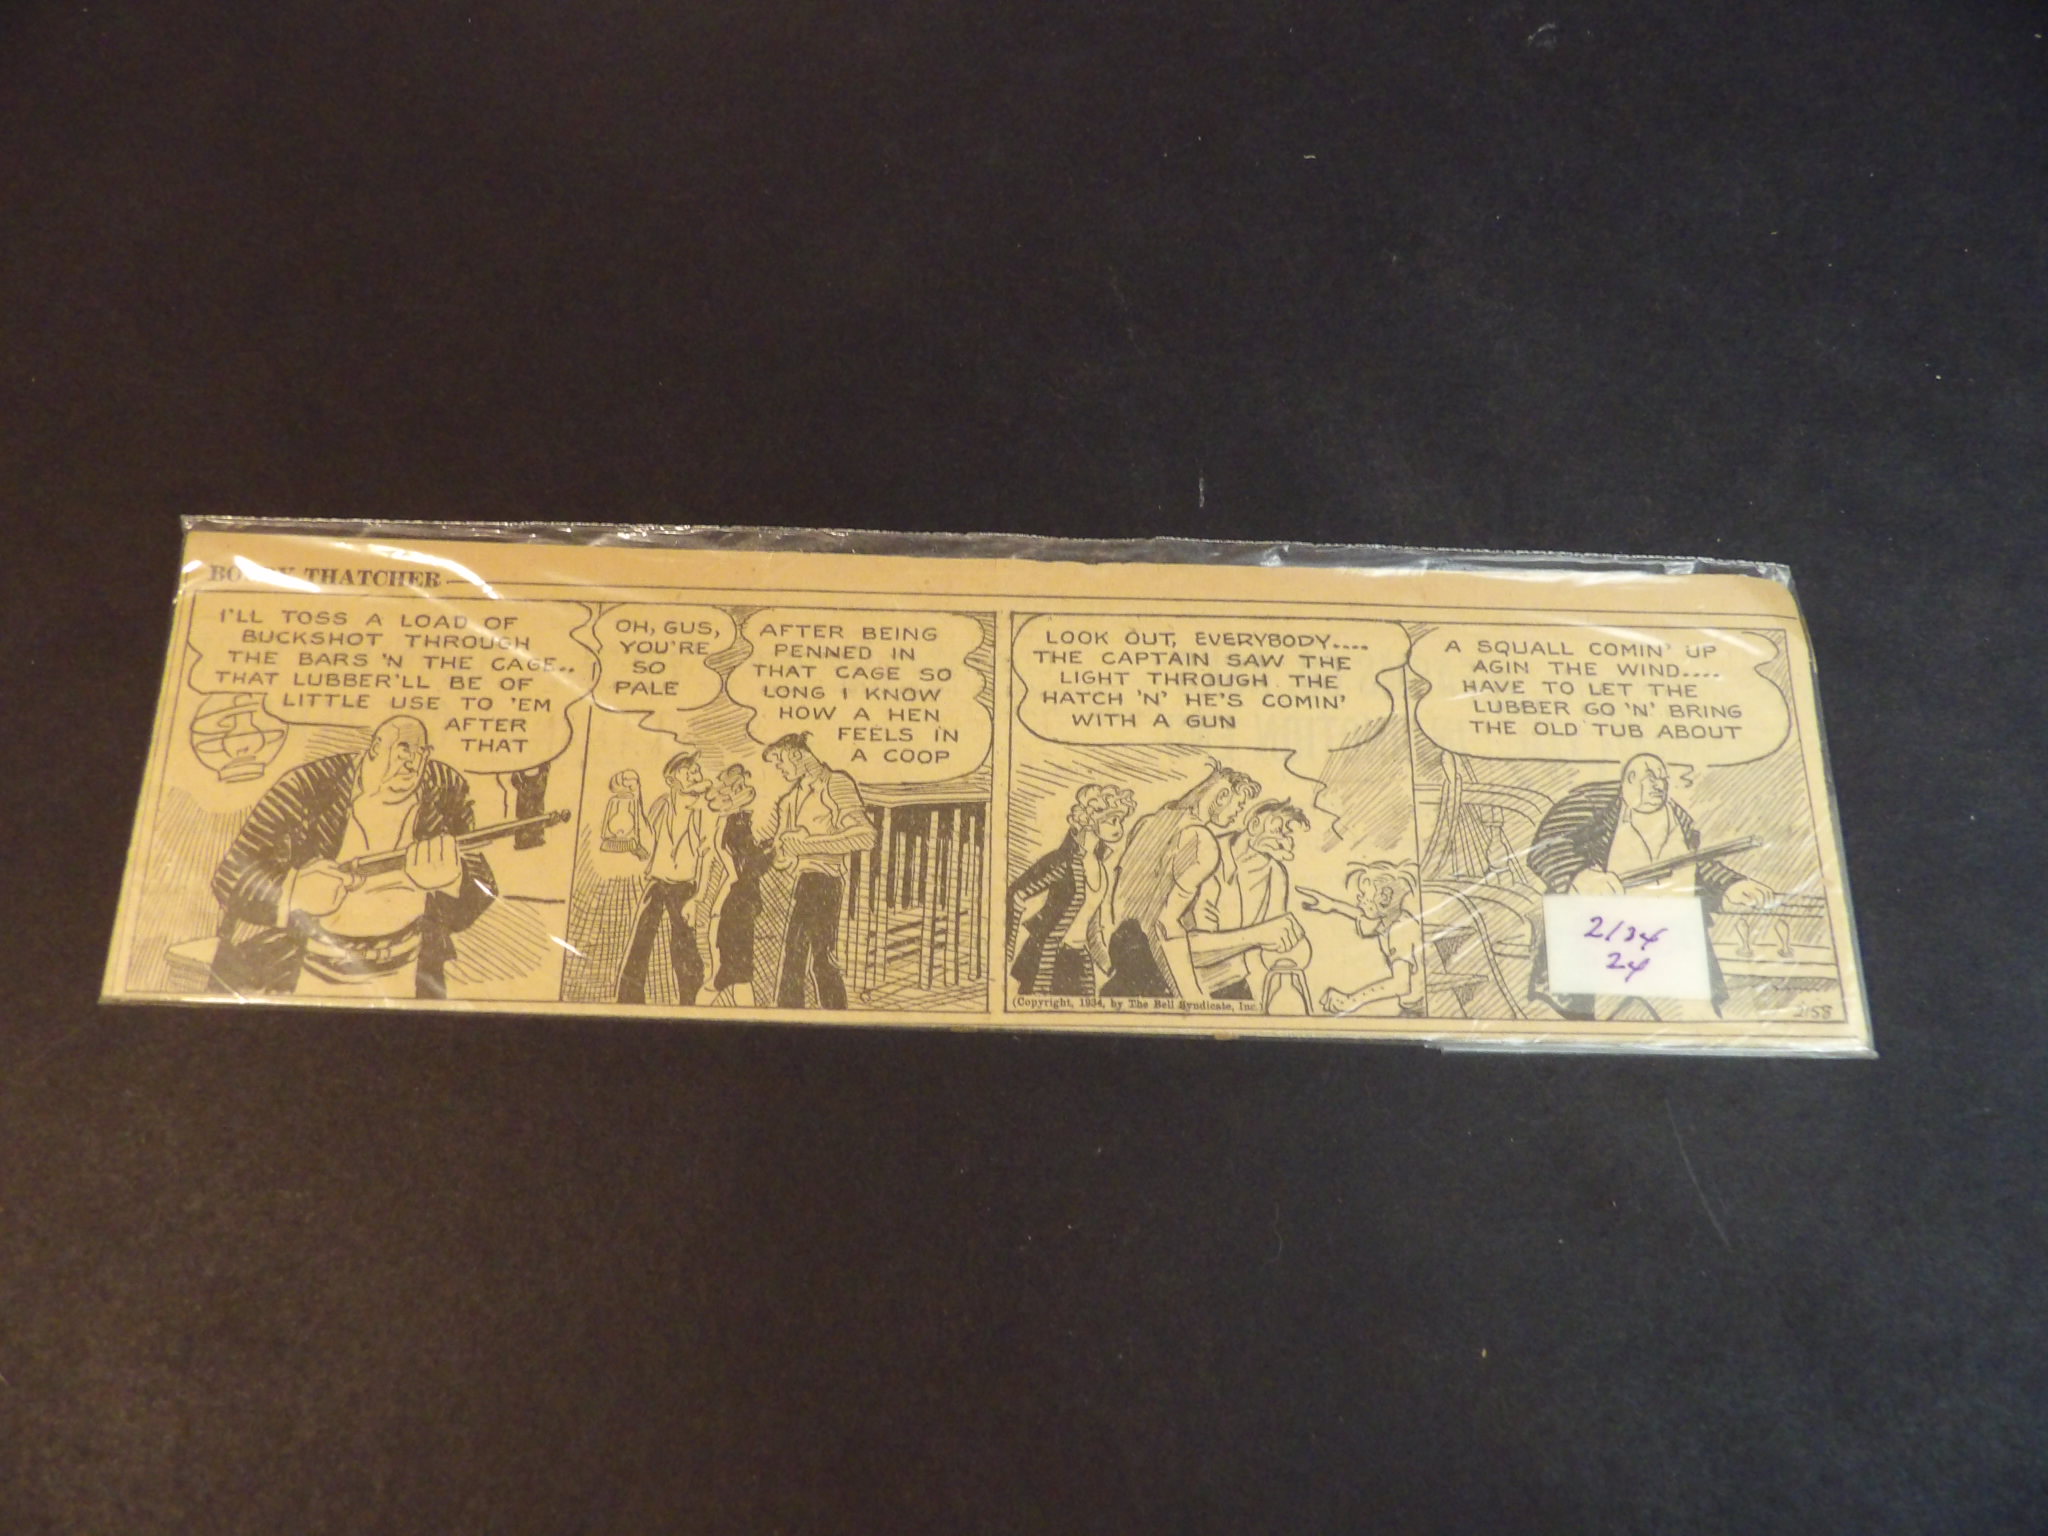 BOBBY THATCHER
I'LL TOSS A LOAD OF
BUCKSHOT THROUGH
THE BARS 'N THE CAGE..
THAT LUBBER'LL BE OF
LITTLE USE TO 'EM
AFTER
THAT
OH, GUS,
YOU'RE
SO
PALE
AFTER BEING
PENNED IN
THAT CAGE SO
LONG I KNOW
HOW A HEN
FEELS IN
A COOP
LOOK OUT, EVERYBODY....
THE CAPTAIN SAW THE
LIGHT THROUGH THE
HATCH 'N' HE'S COMIN'
WITH A GUN
(Copyright, 1934, by The Bell Syndicate, Inc.)
A SQUALL COMIN' UP
AGIN THE WIND....
HAVE TO LET THE
LUBBER GO 'N' BRING
THE OLD TUB ABOUT
2/34
24
2158